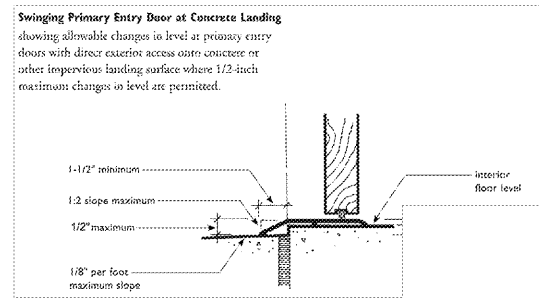 Swinging Primary Entry Door at Concrete Landing
showing allowable changes in level at primary entry
doors with direct exterior access onto concrete or
other impervious landing surface where 1/2-inch
maximum changes in level are permitted.
1-1/2" minimum
1:2 slope maximum
1/2" maximum
1/8" per foot
maximum slope
interior
floor level